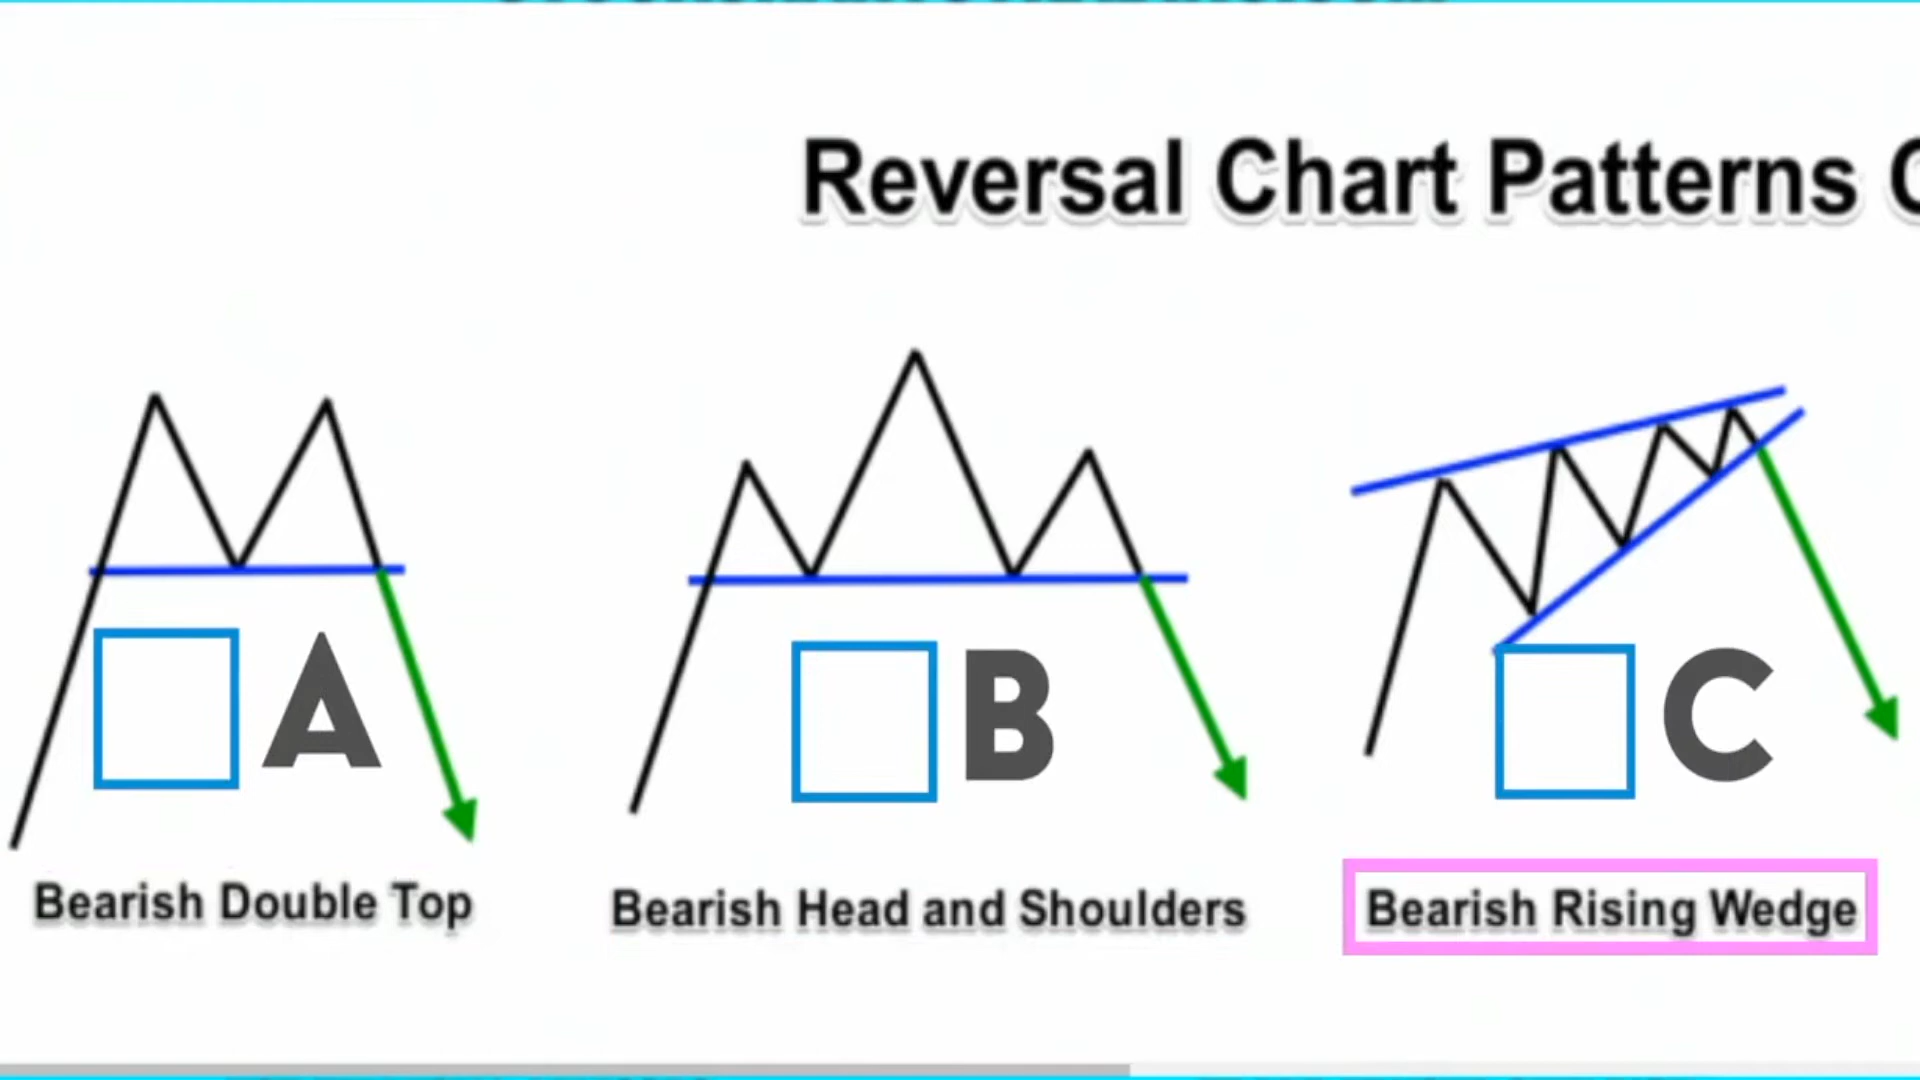 Reversal Chart Patterns
A
B
C
Bearish Double Top
Bearish Head and Shoulders
Bearish Rising Wedge